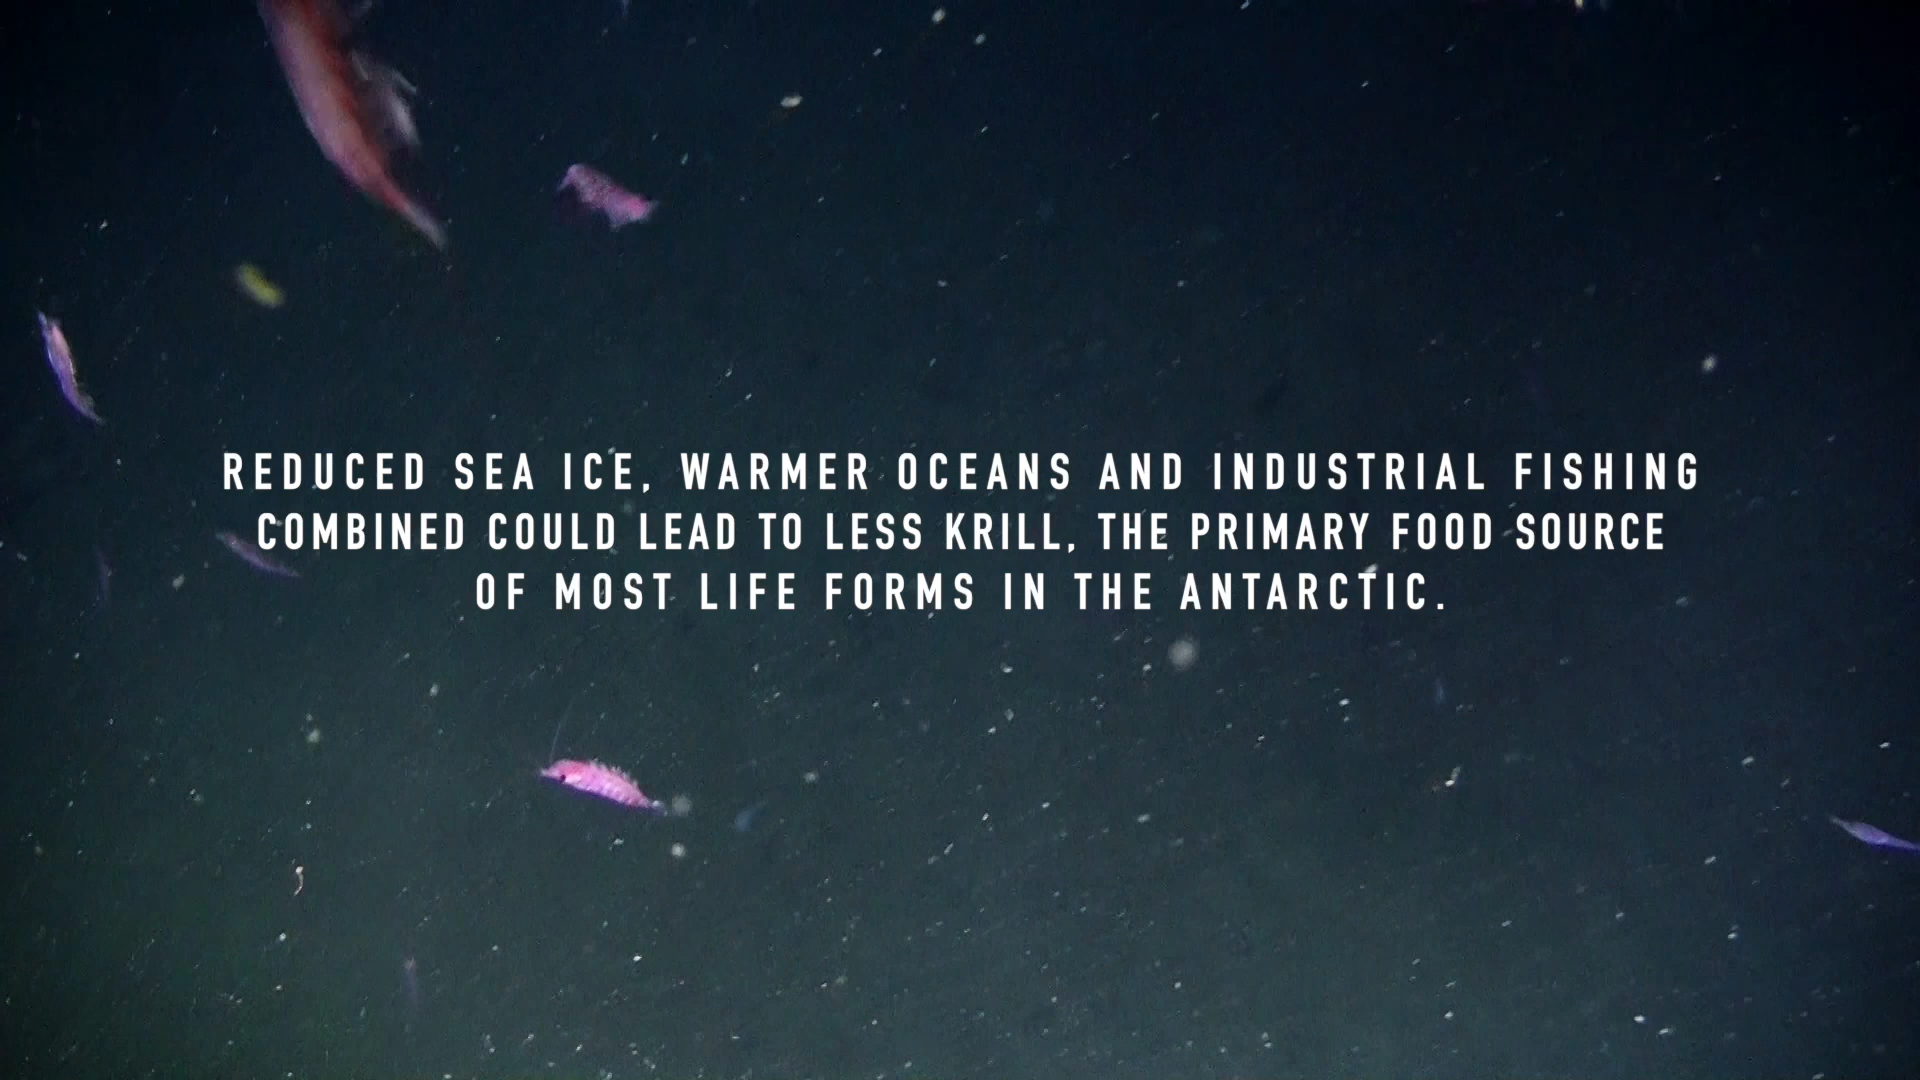 REDUCED SEA ICE, WARMER OCEANS AND INDUSTRIAL FISHING
COMBINED COULD LEAD TO LESS KRILL, THE PRIMARY FOOD SOURCE
OF MOST LIFE FORMS IN THE ANTARCTIC.